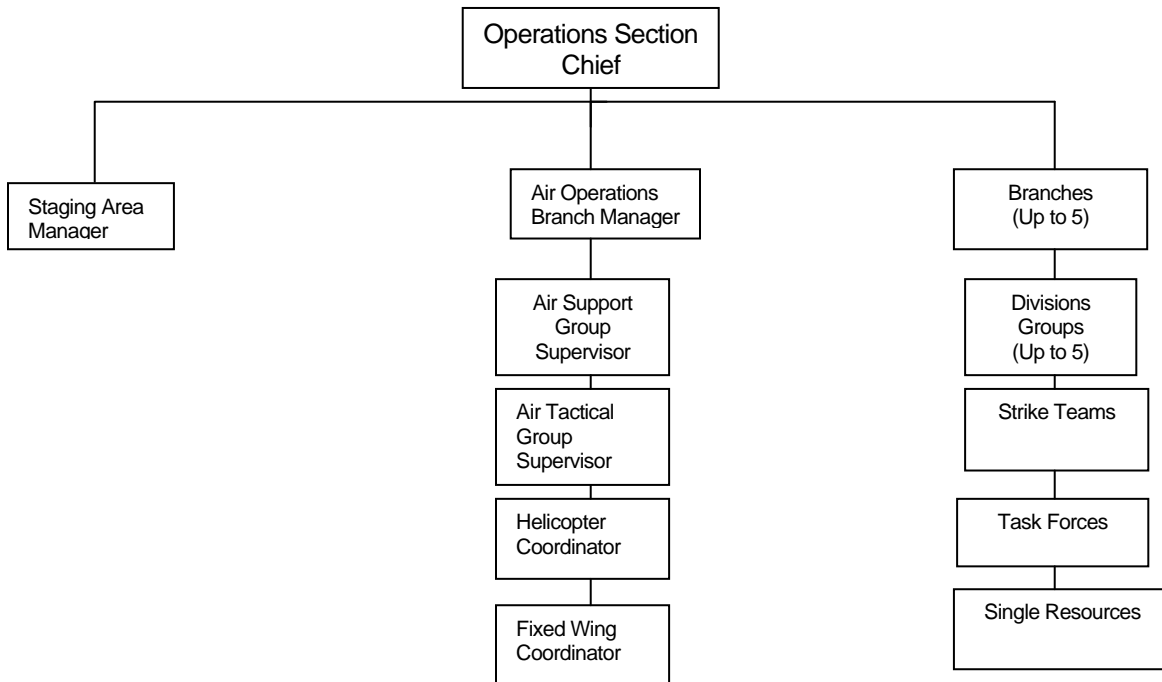 Operations Section
Chief
Staging Area
Manager
Air Operations
Branch Manager
Branches
(Up to 5)
Air Support
Group
Supervisor
Divisions
Groups
(Up to 5)
Air Tactical
Group
Supervisor
Strike Teams
Helicopter
Coordinator
Task Forces
Fixed Wing
Coordinator
Single Resources